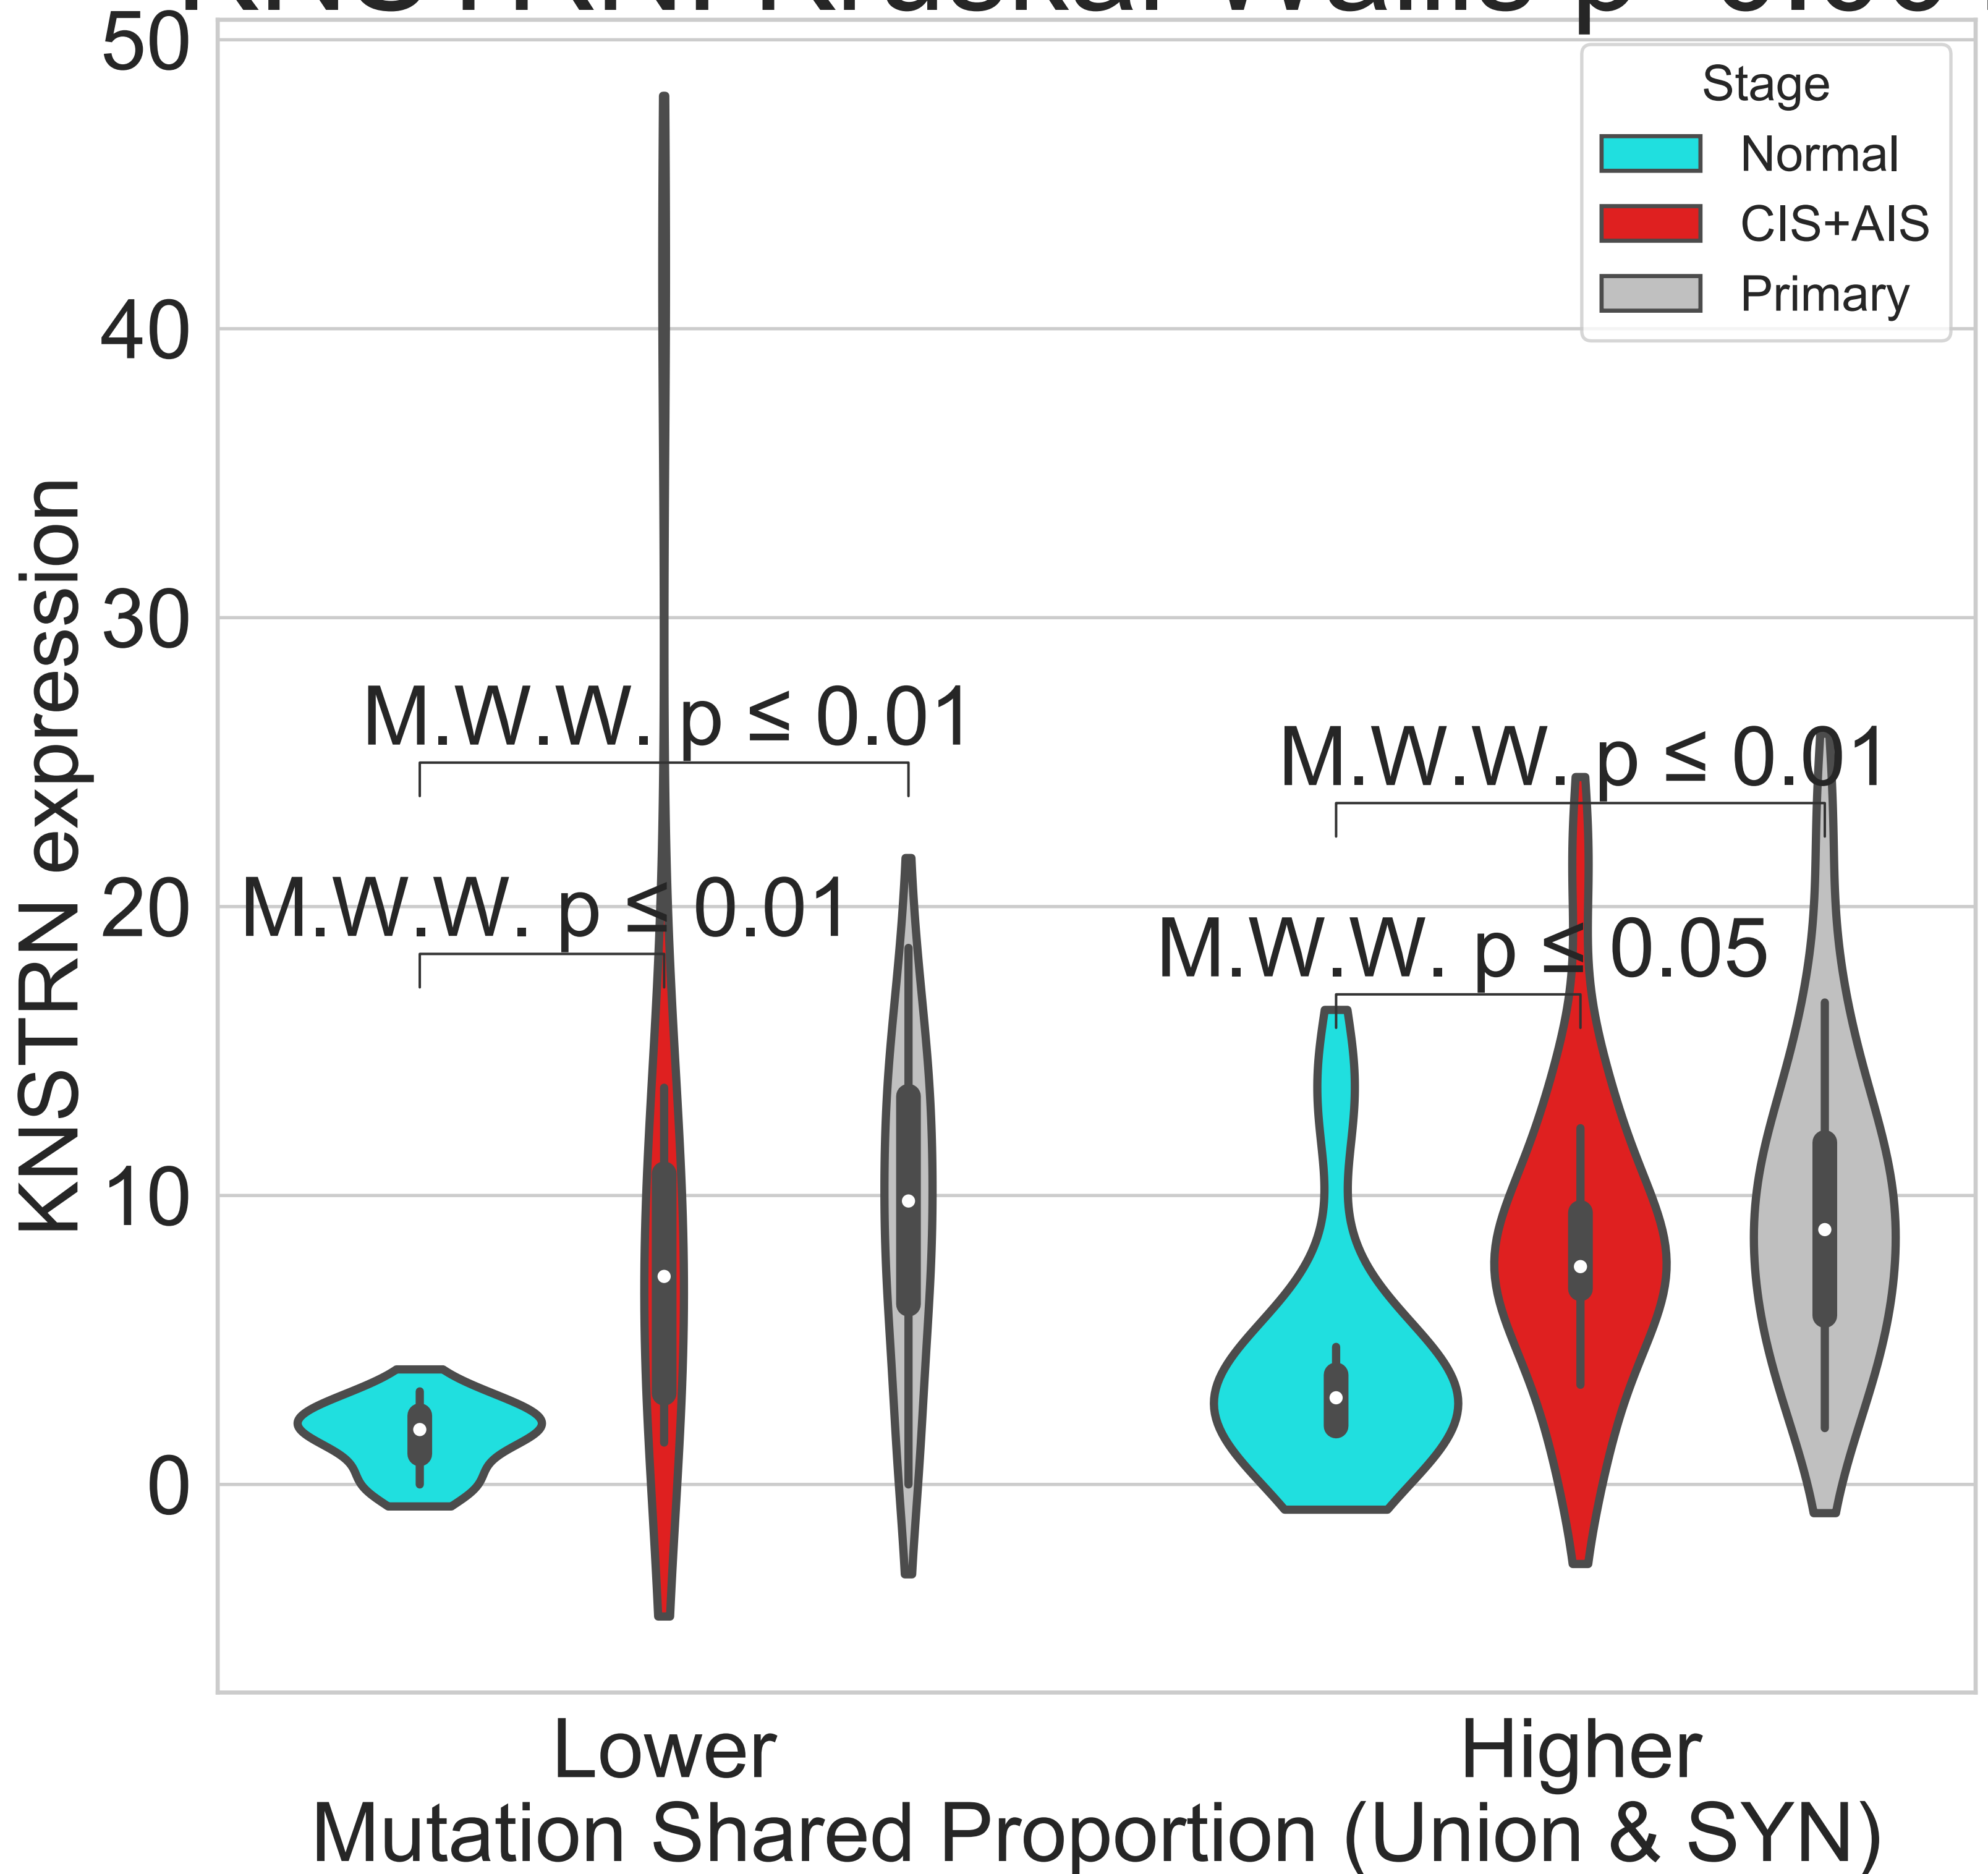 50
Stage
Normal
CIS+AIS
Primary
40
30
20
10
0
KNSTRN expression
M.W.W. p ≤ 0.01
M.W.W. p ≤ 0.01
M.W.W. p ≤ 0.01
M.W.W. p ≤ 0.05
Lower
Higher
Mutation Shared Proportion (Union & SYN)